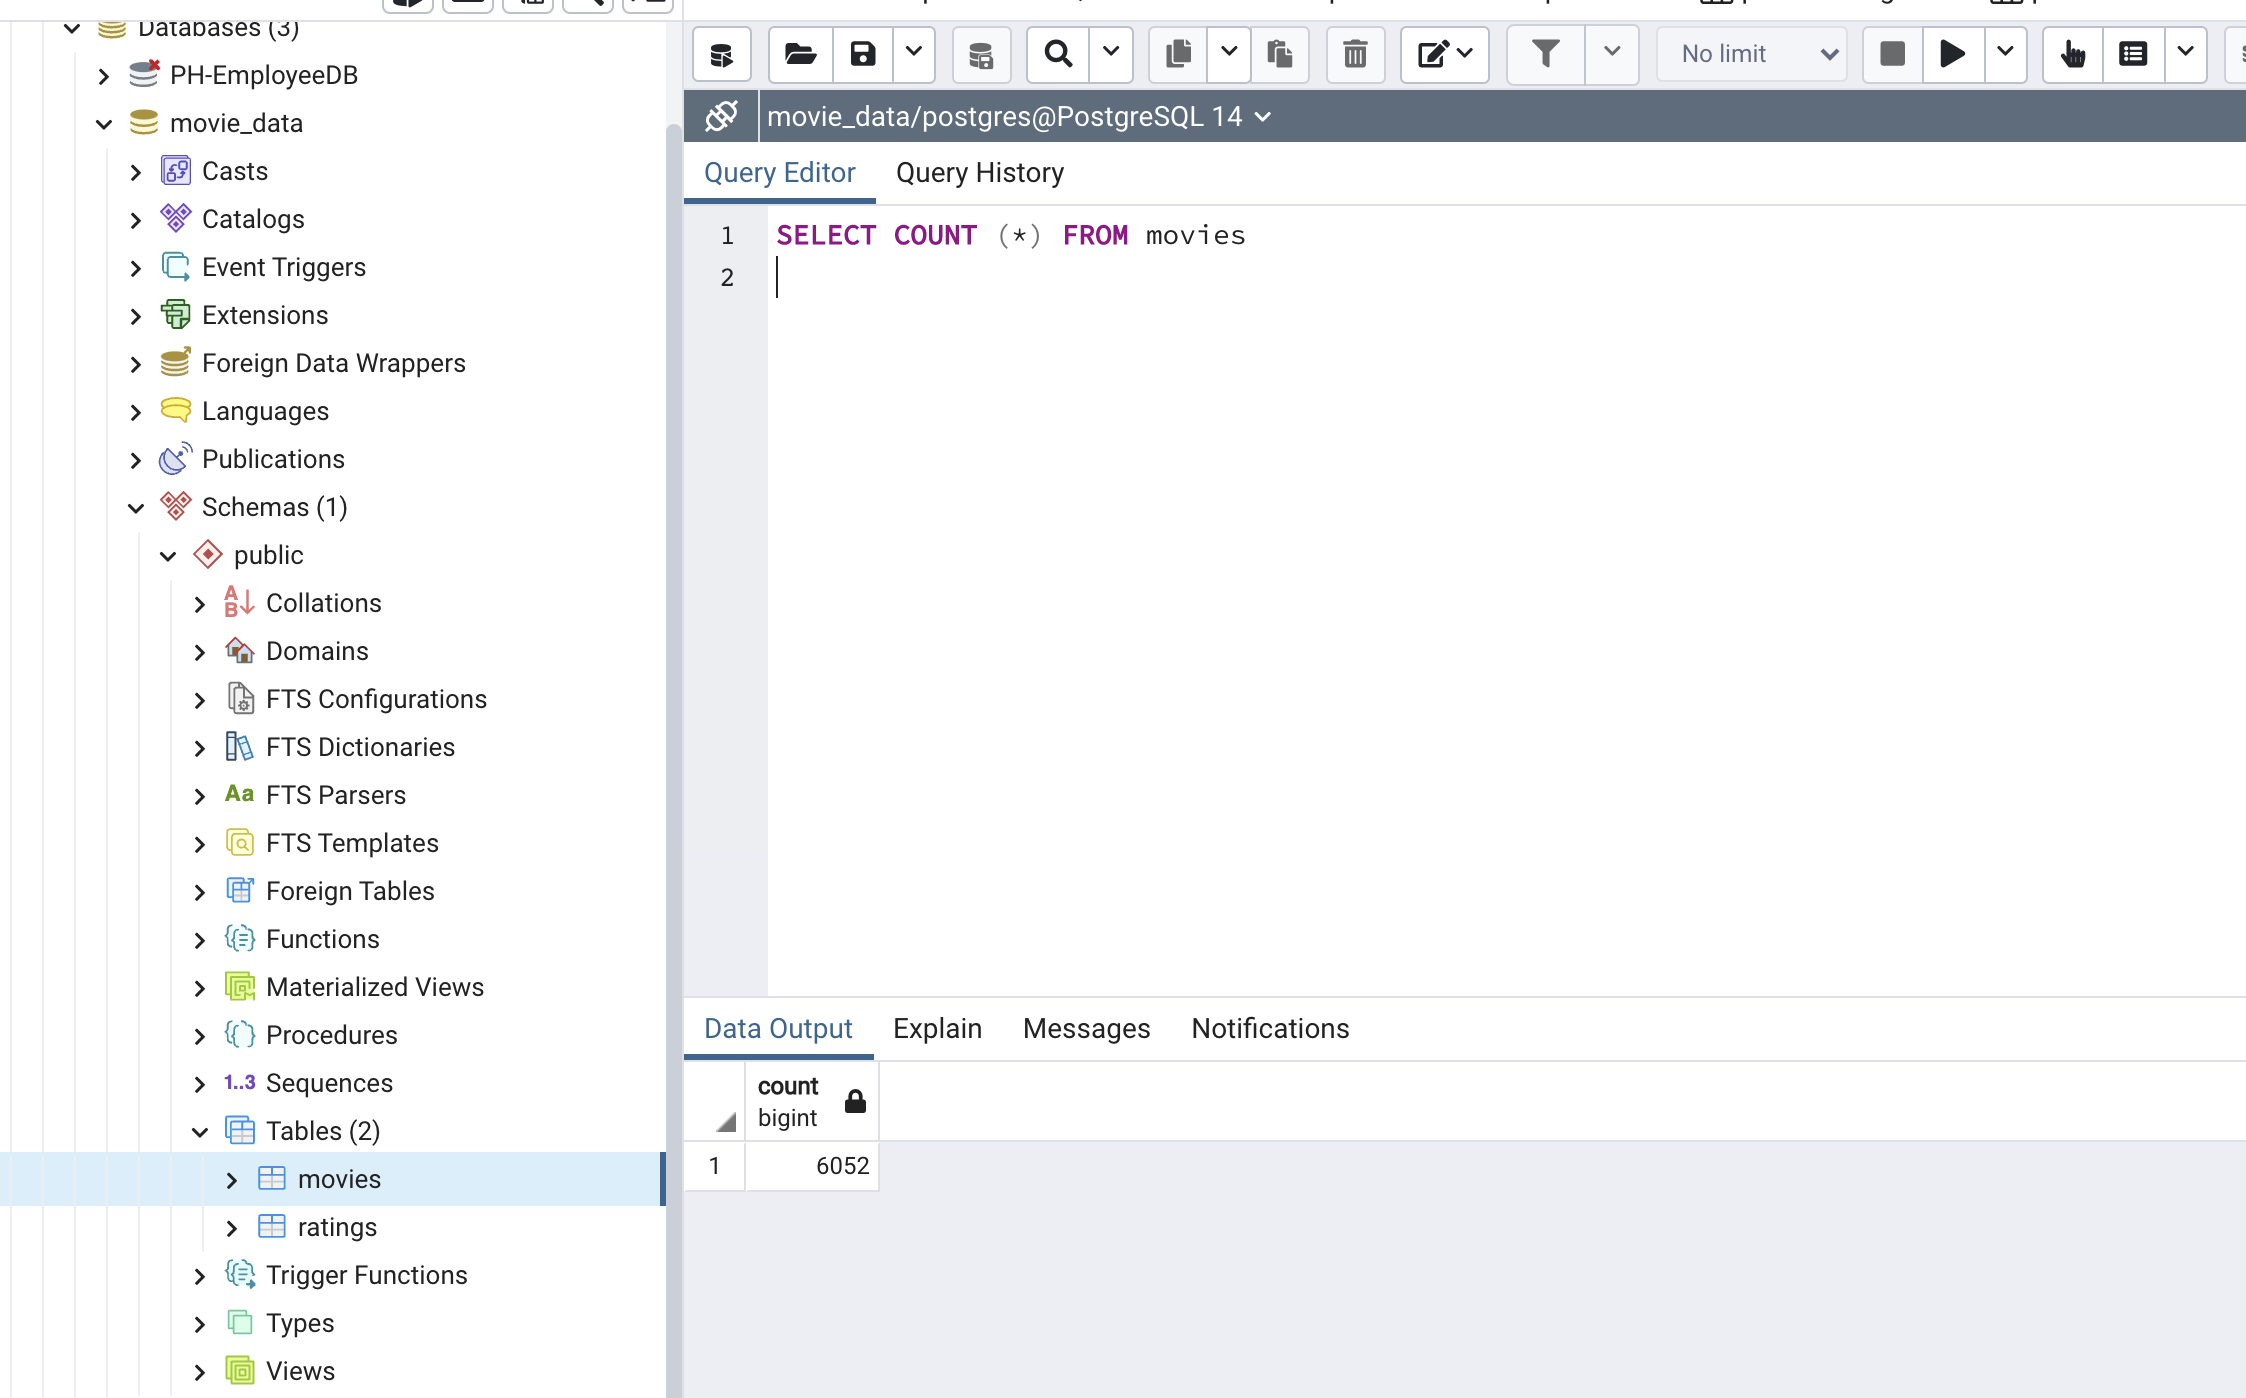 Databases (3)
PH-EmployeeDB
movie_data
Casts
Catalogs
Event Triggers
Extensions
Foreign Data Wrappers
Languages
Publications
Schemas (1)
public
Collations
Domains
FTS Configurations
FTS Dictionaries
Aa FTS Parsers
FTS Templates
Foreign Tables
Functions
Materialized Views
Procedures
1..3 Sequences
Tables (2)
movies
ratings
Trigger Functions
Types
Views
No limit
movie_data/postgres@PostgreSQL 14
Query Editor Query History
1 SELECT COUNT (*) FROM movies
2
Data Output Explain Messages Notifications
count
bigint
1 6052